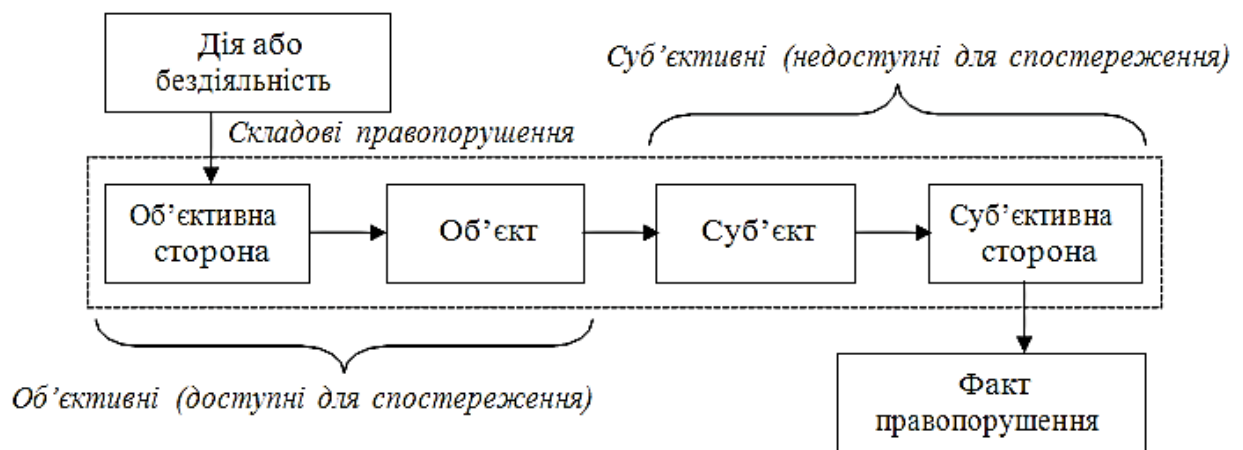 Дія або
бездіяльність
Суб’єктивні (недоступні для спостереження)
Складові правопорушення
Об’єктивна
сторона
Об’єкт
Суб’єкт
Суб’єктивна
сторона
Об’єктивні (доступні для спостереження)
Факт
правопорушення